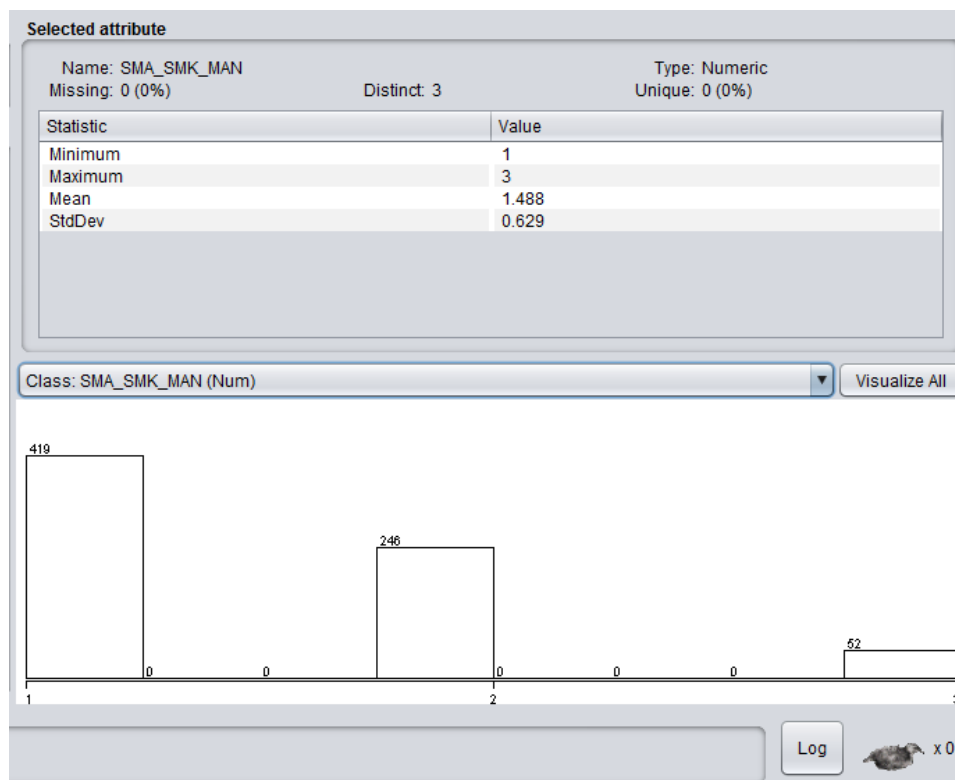 Selected attribute
Name: SMA_SMK_MAN Type: Numeric
Missing: 0 (0%) Distinct: 3 Unique: 0 (0%)
Statistic Value
Minimum 1
Maximum 3
Mean 1.488
StdDev 0.629
Class: SMA_SMK_MAN (Num) Visualize All
419
246
52
0 0 0 0 0
1 2 3
Log x 0